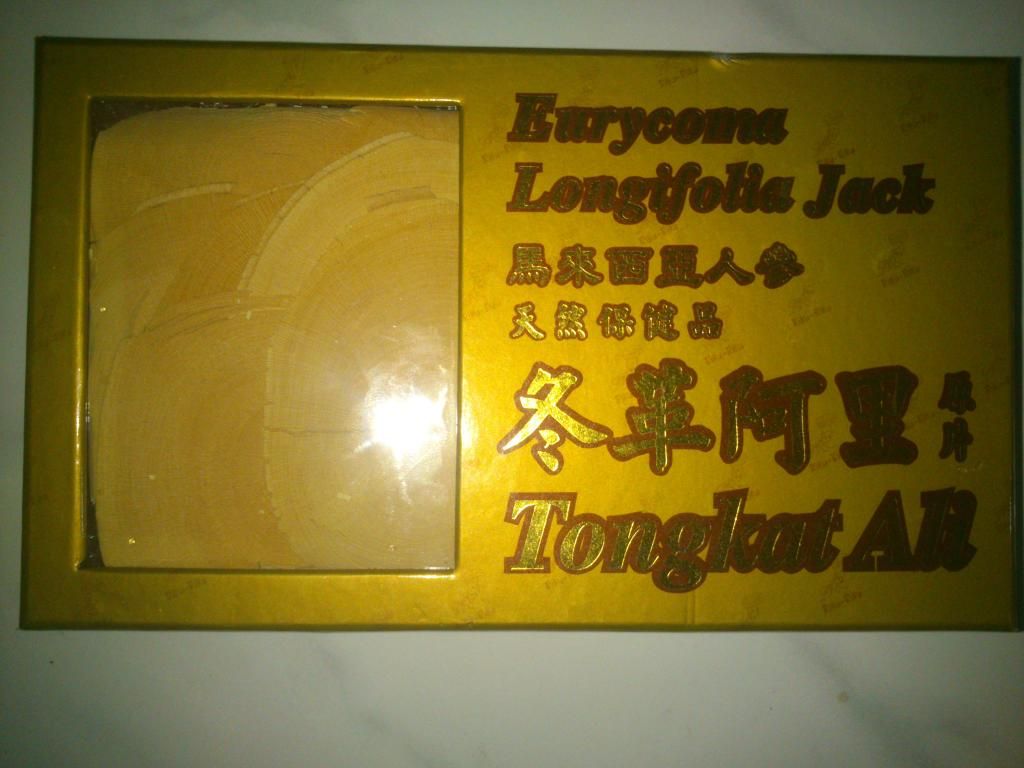 Eurycoma
Longifolia Jack
馬來西亞人參
天然保健品
冬革阿里
原片
Tongkat Ali